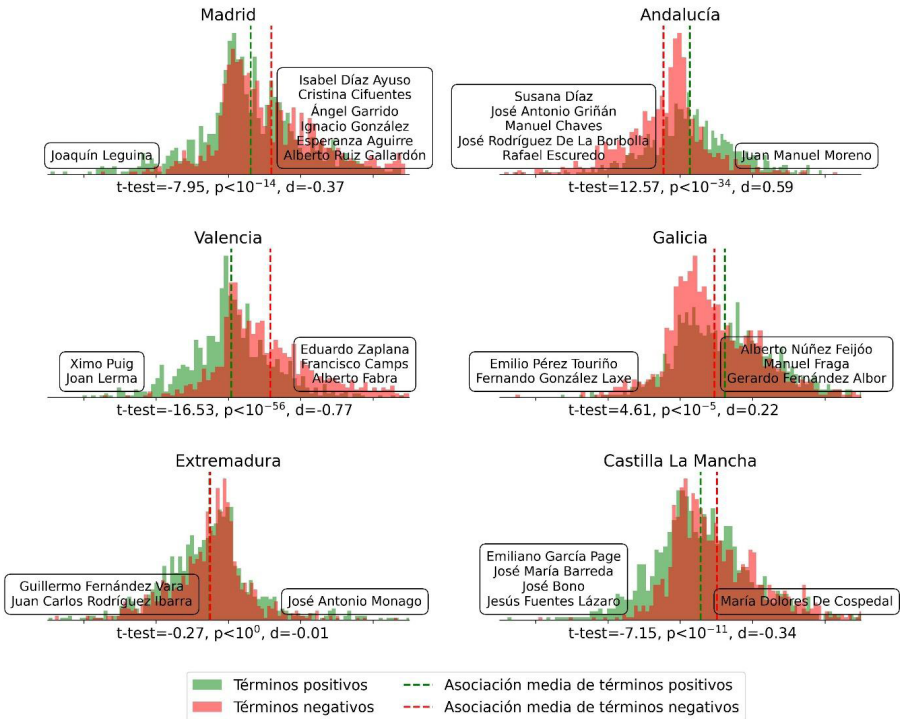 Madrid
Andalucía
Isabel Díaz Ayuso
Cristina Cifuentes
Ángel Garrido
Ignacio González
Esperanza Aguirre
Alberto Ruiz Gallardón
Joaquín Leguina
Susana Díaz
José Antonio Griñán
Manuel Chaves
José Rodríguez De La Borbolla
Rafael Escuredo
Juan Manuel Moreno
t-test=-7.95, p<10⁻¹⁴, d=-0.37
t-test=12.57, p<10⁻³⁴, d=0.59
Valencia
Galicia
Ximo Puig
Joan Lerma
Eduardo Zaplana
Francisco Camps
Alberto Fabra
Emilio Pérez Touriño
Fernando González Laxe
Alberto Núñez Feijóo
Manuel Fraga
Gerardo Fernández Albor
t-test=-16.53, p<10⁻⁵⁶, d=-0.77
t-test=4.61, p<10⁻⁵, d=0.22
Extremadura
Castilla La Mancha
Guillermo Fernández Vara
Juan Carlos Rodríguez Ibarra
José Antonio Monago
Emiliano García Page
José María Barreda
José Bono
Jesús Fuentes Lázaro
María Dolores De Cospedal
t-test=-0.27, p<10⁰, d=-0.01
t-test=-7.15, p<10⁻¹¹, d=-0.34
Términos positivos
Términos negativos
Asociación media de términos positivos
Asociación media de términos negativos